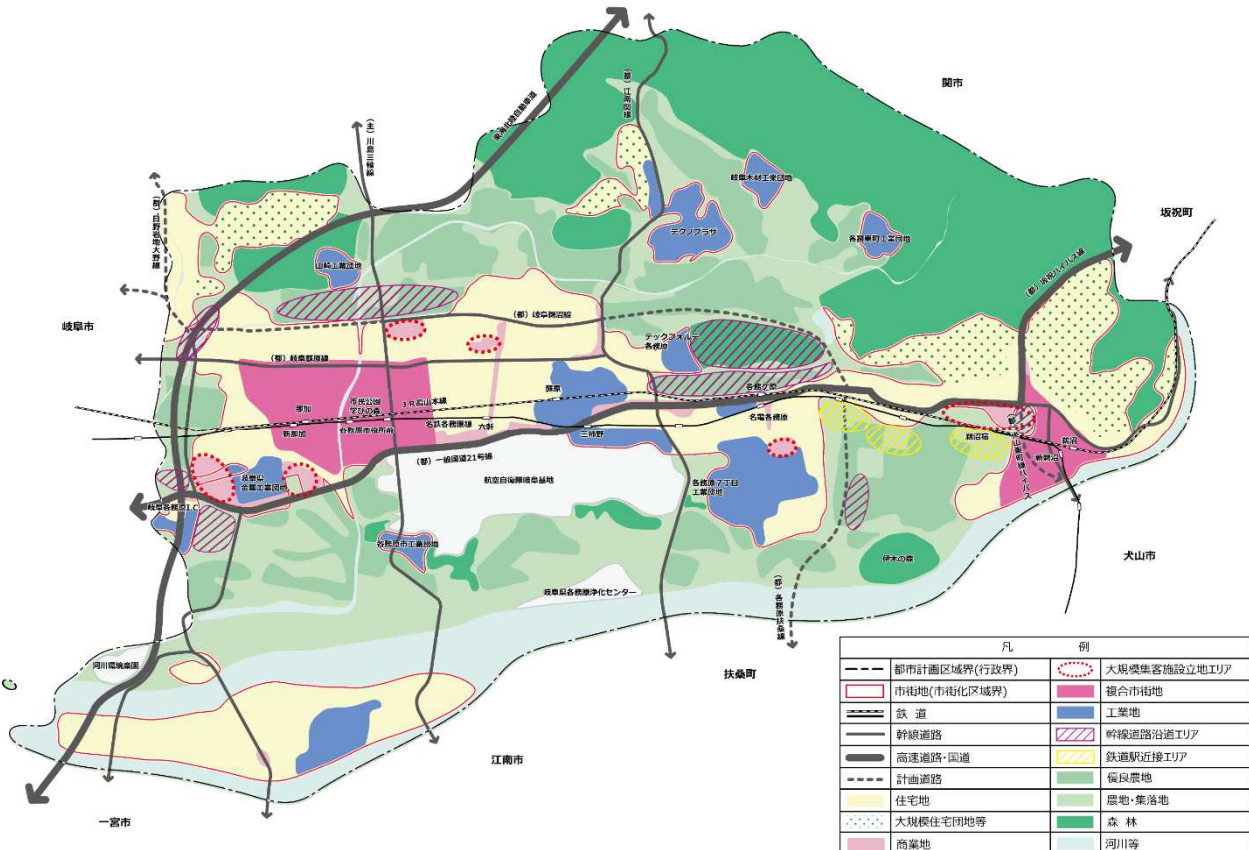 関市
坂祝町
岐阜市
犬山市
扶桑町
江南市
一宮市
東海北陸自動車道
(都)江南関線
(主)川島三輪線
(都)日野岩地大野線
岐阜木材工業団地
テクノプラザ
各務東町工業団地
山崎工業団地
(都)坂祝バイパス線
(都)岐阜鵜沼線
テックフォルテ
各務原
(都)岐阜蘇原線
各務ケ原
蘇原
那加
市民公園
学びの森
JR高山本線
名鉄各務原線
六軒
新那加
各務原市役所前
三柿野
名電各務原
鵜沼宿
鵜沼
新鵜沼
(都)犬山東町線バイパス
(都)一般国道21号線
岐阜県
金属工業団地
航空自衛隊岐阜基地
各務原7丁目
工業団地
岐阜各務原I.C
各務原市工業団地
伊木の森
岐阜県各務原浄化センター
(都)各務原扶桑線
河川環境楽園
凡 例
都市計画区域界(行政界)
大規模集客施設立地エリア
市街地(市街化区域界)
複合市街地
鉄 道
工業地
幹線道路
幹線道路沿道エリア
高速道路・国道
鉄道駅近接エリア
計画道路
優良農地
住宅地
農地・集落地
大規模住宅団地等
森 林
商業地
河川等